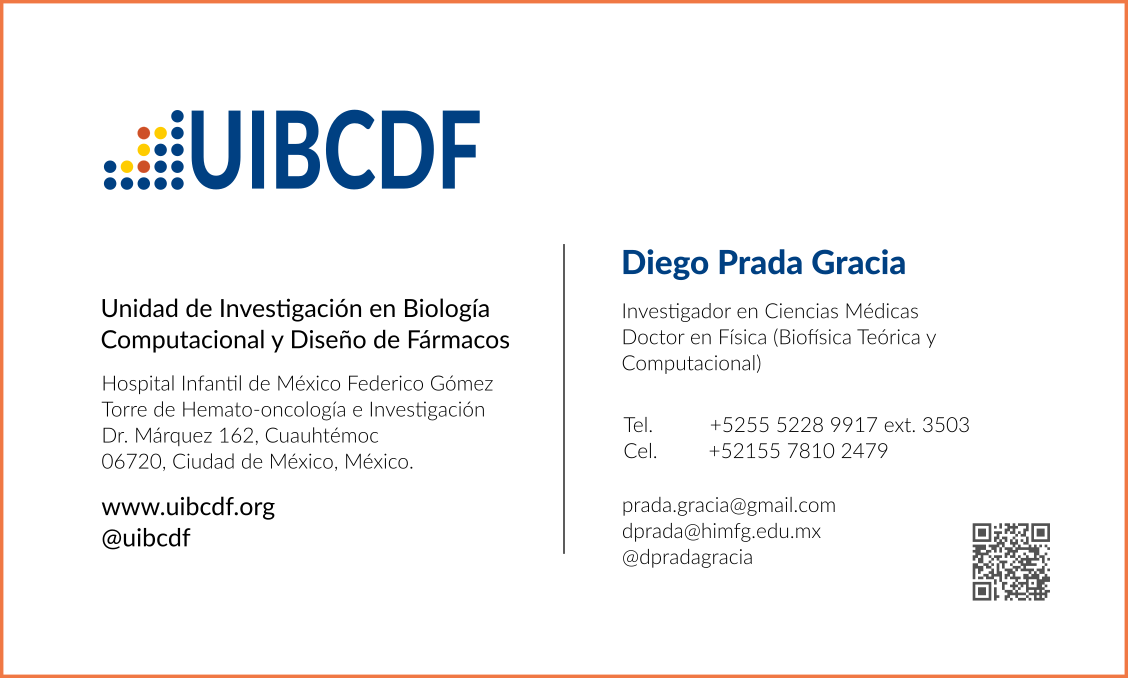 UIBCDF
Unidad de Investigación en Biología
Computacional y Diseño de Fármacos
Hospital Infantil de México Federico Gómez
Torre de Hemato-oncología e Investigación
Dr. Márquez 162, Cuauhtémoc
06720, Ciudad de México, México.
www.uibcdf.org
@uibcdf
Diego Prada Gracia
Investigador en Ciencias Médicas
Doctor en Física (Biofísica Teórica y
Computacional)
Tel. +5255 5228 9917 ext. 3503
Cel. +52155 7810 2479
prada.gracia@gmail.com
dprada@himfg.edu.mx
@dpradagracia